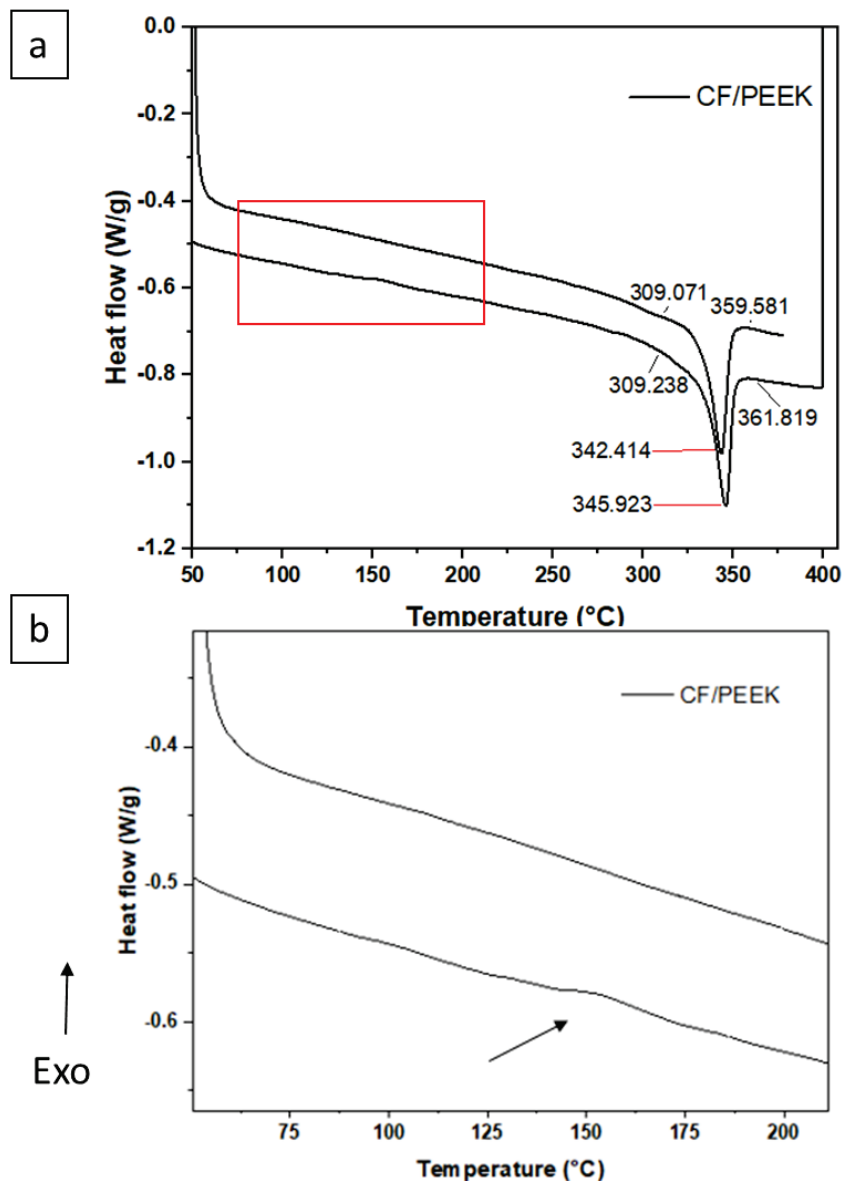 a
0.0
-0.2
-0.4
-0.6
-0.8
-1.0
-1.2
Heat flow (W/g)
CF/PEEK
309.071
359.581
309.238
361.819
342.414
345.923
50 100 150 200 250 300 350 400
Temperature (°C)
b
-0.4
-0.5
-0.6
Heat flow (W/g)
CF/PEEK
Exo
75 100 125 150 175 200
Temperature (°C)